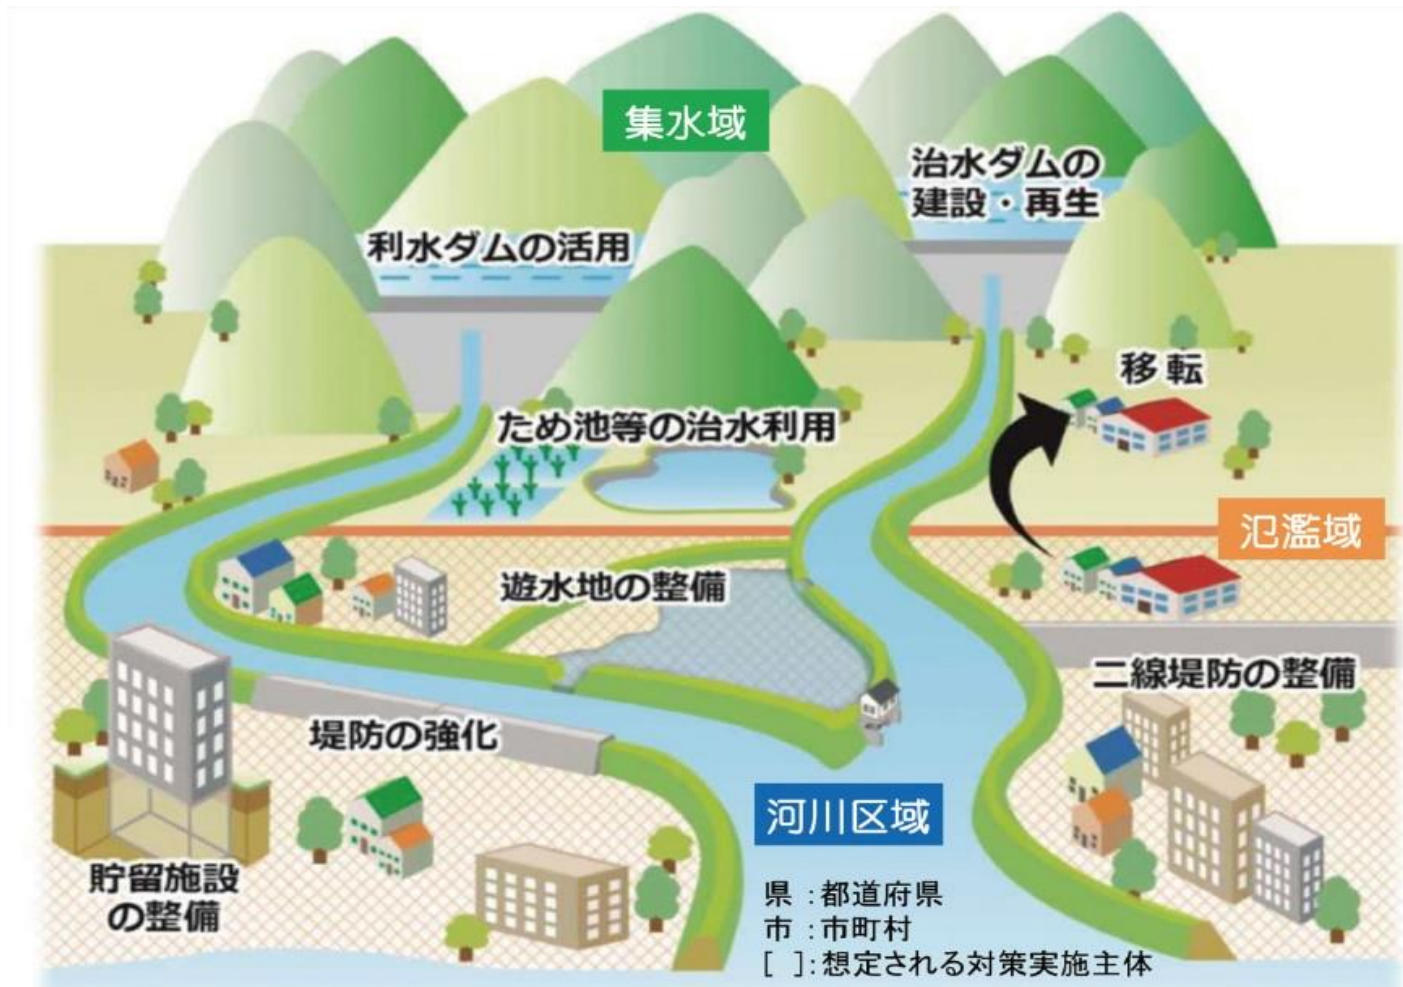 集水域
治水ダムの
建設・再生
利水ダムの活用
移転
ため池等の治水利用
氾濫域
遊水地の整備
二線堤防の整備
堤防の強化
河川区域
貯留施設
の整備
県：都道府県
市：市町村
[ ]：想定される対策実施主体